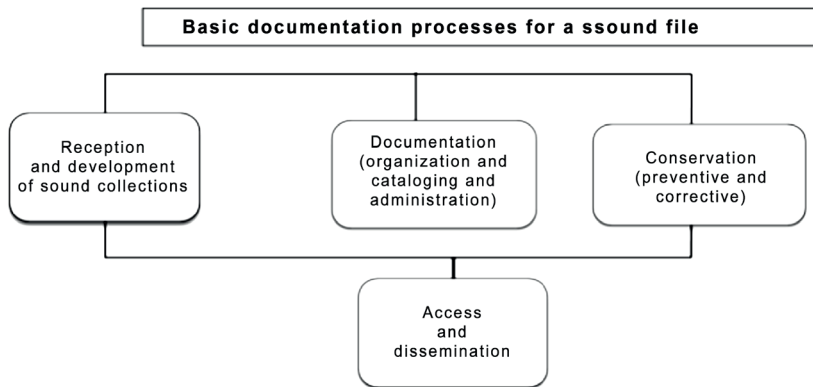 Basic documentation processes for a ssound file
Reception
and development
of sound collections
Documentation
(organization and
cataloging and
administration)
Conservation
(preventive and
corrective)
Access
and
dissemination